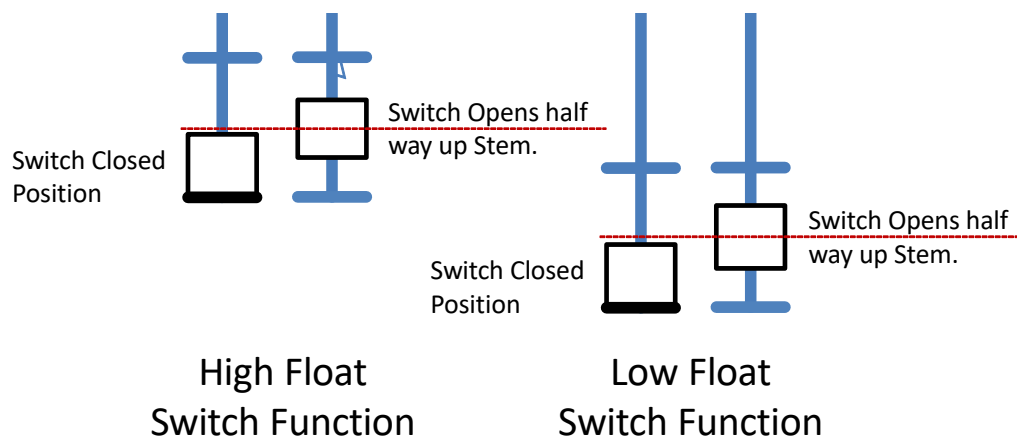 Switch Opens half
way up Stem.
Switch Closed
Position
Switch Opens half
way up Stem.
Switch Closed
Position
High Float
Switch Function
Low Float
Switch Function